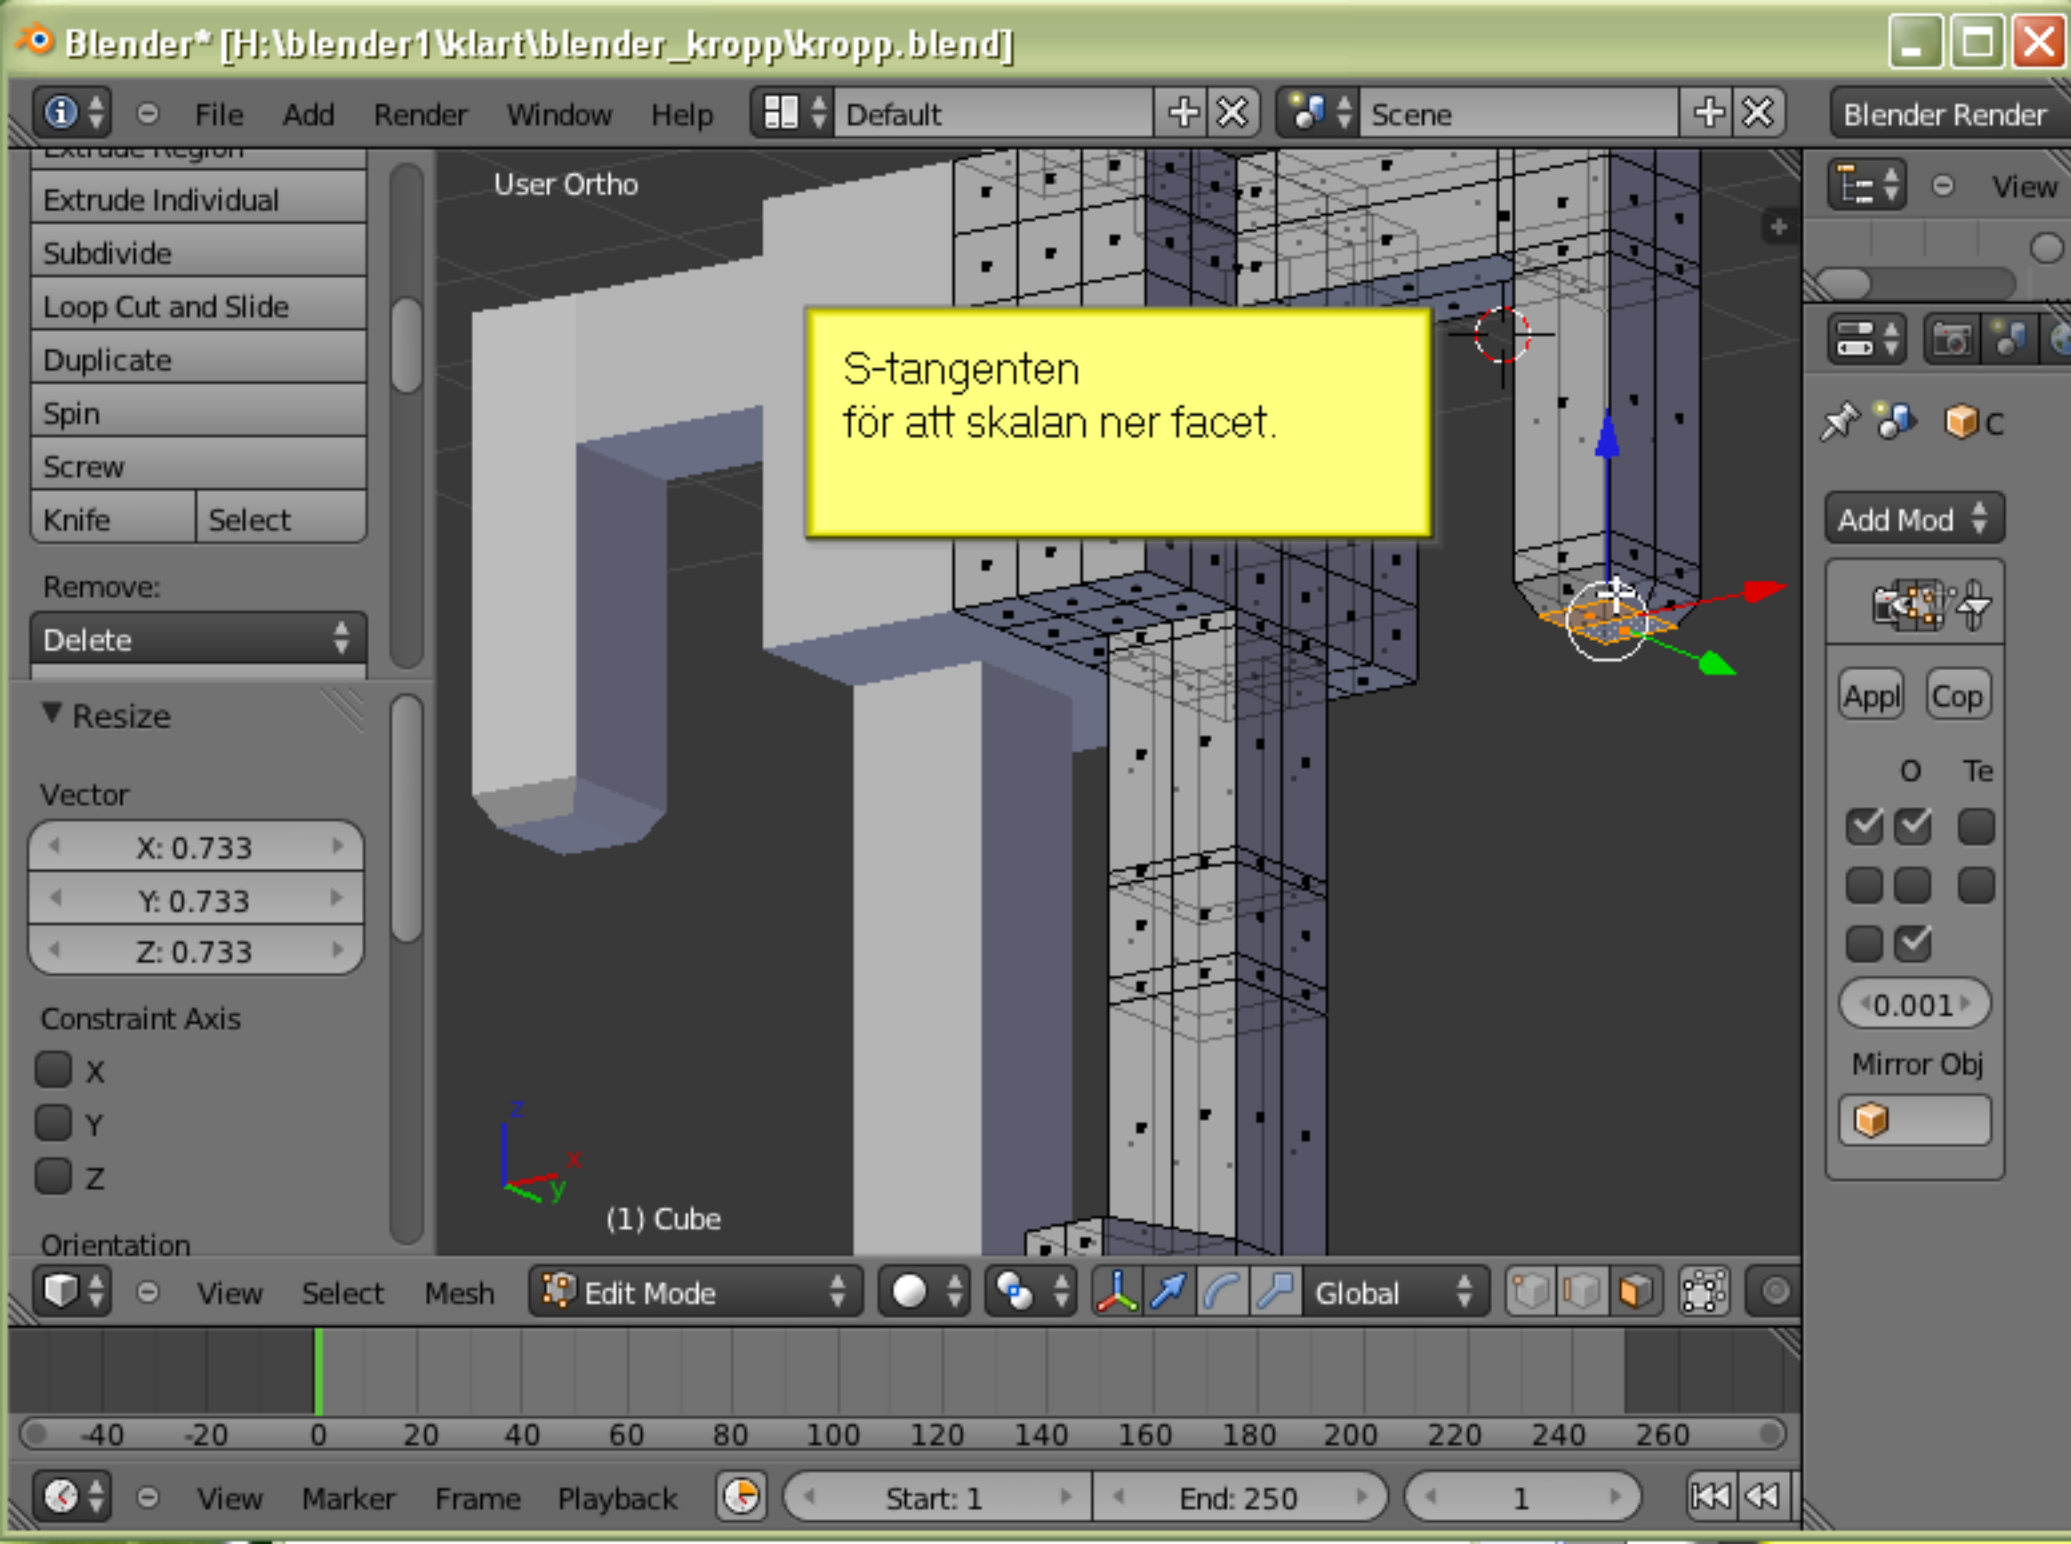 Blender* [H:\blender1\klart\blender_kropp\kropp.blend]
File Add Render Window Help Default Scene Blender Render
Extrude Region
Extrude Individual
Subdivide
Loop Cut and Slide
Duplicate
Spin
Screw
Knife Select
Remove:
Delete
Resize
Vector
X: 0.733
Y: 0.733
Z: 0.733
Constraint Axis
X
Y
Z
Orientation
User Ortho
S-tangenten
för att skalan ner facet.
z
x
y
(1) Cube
View
C
Add Mod
Appl Cop
O Te
0.001
Mirror Obj
View Select Mesh Edit Mode Global
-40 -20 0 20 40 60 80 100 120 140 160 180 200 220 240 260
View Marker Frame Playback Start: 1 End: 250 1